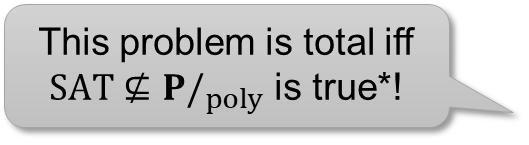 This problem is total iff
SAT ⊈ P/poly is true*!